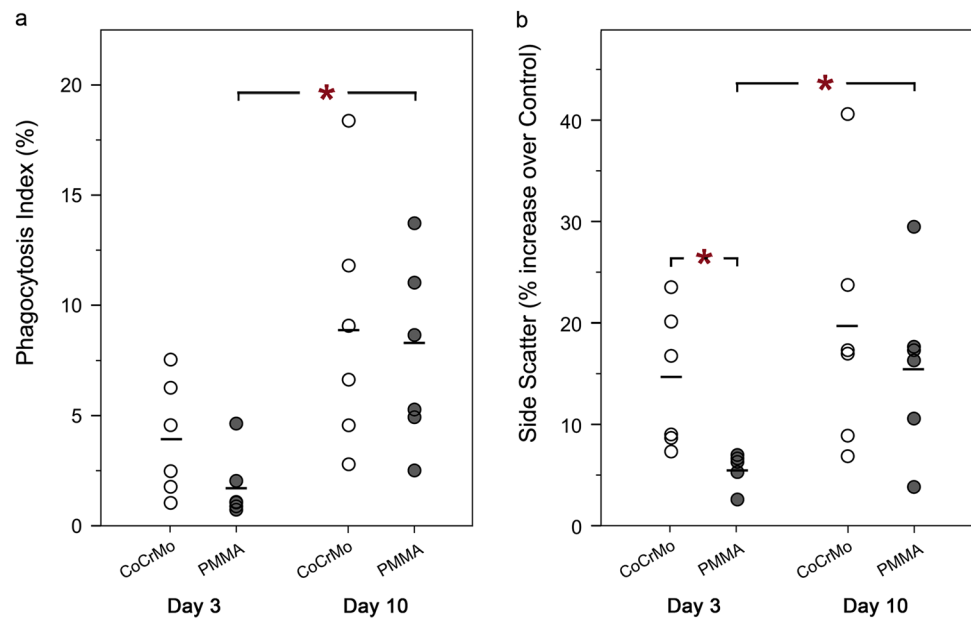 a
Phagocytosis Index (%)
20
15
10
5
0
CoCrMo
PMMA
CoCrMo
PMMA
Day 3
Day 10
*
b
Side Scatter (% increase over Control)
40
30
20
10
0
CoCrMo
PMMA
CoCrMo
PMMA
Day 3
Day 10
*
*